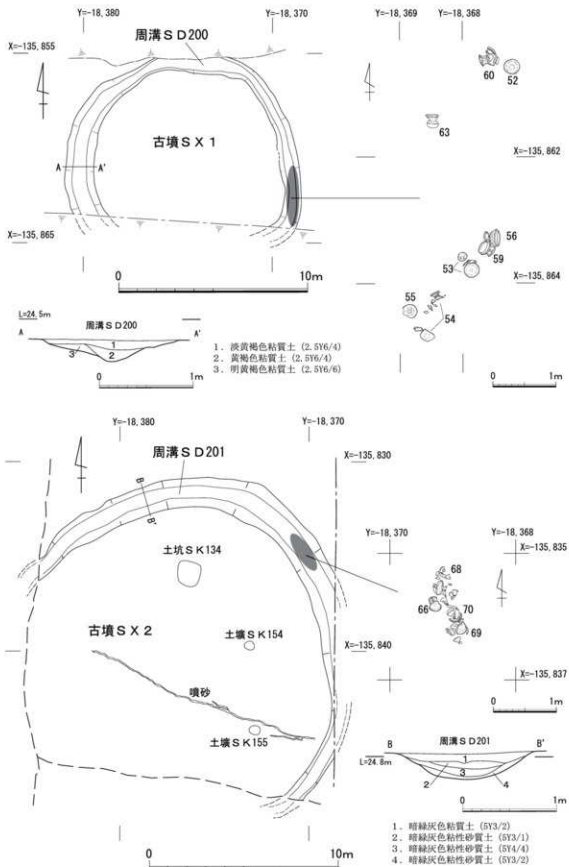 Y=-18,380
Y=-18,370
Y=-18,369
Y=-18,368
周溝ＳＤ200
X=-135,855
60
52
63
古墳ＳＸ１
X=-135,862
A
A'
56
59
53
X=-135,865
X=-135,864
55
54
0
10m
L=24.5m
周溝ＳＤ200
A
A'
1
2
3
1. 淡黄褐色粘質土 (2.5Y6/4)
2. 黄褐色粘質土 (2.5Y6/4)
3. 明黄褐色粘質土 (2.5Y6/6)
0
1m
0
1m
Y=-18,380
Y=-18,370
周溝ＳＤ201
X=-135,830
B
B'
Y=-18,370
Y=-18,368
X=-135,835
土坑ＳＫ134
68
66
70
69
古墳ＳＸ２
土壙ＳＫ154
X=-135,840
X=-135,837
噴砂
0
1m
土壙ＳＫ155
B
周溝ＳＤ201
B'
L=24.8m
1
2
3
4
0
1m
1. 暗緑灰色粘質土 (5Y3/2)
2. 暗緑灰色粘性砂質土 (5Y3/1)
3. 暗緑灰色粘性砂質土 (5Y4/4)
4. 暗緑灰色粘性砂質土 (5Y3/2)
0
10m